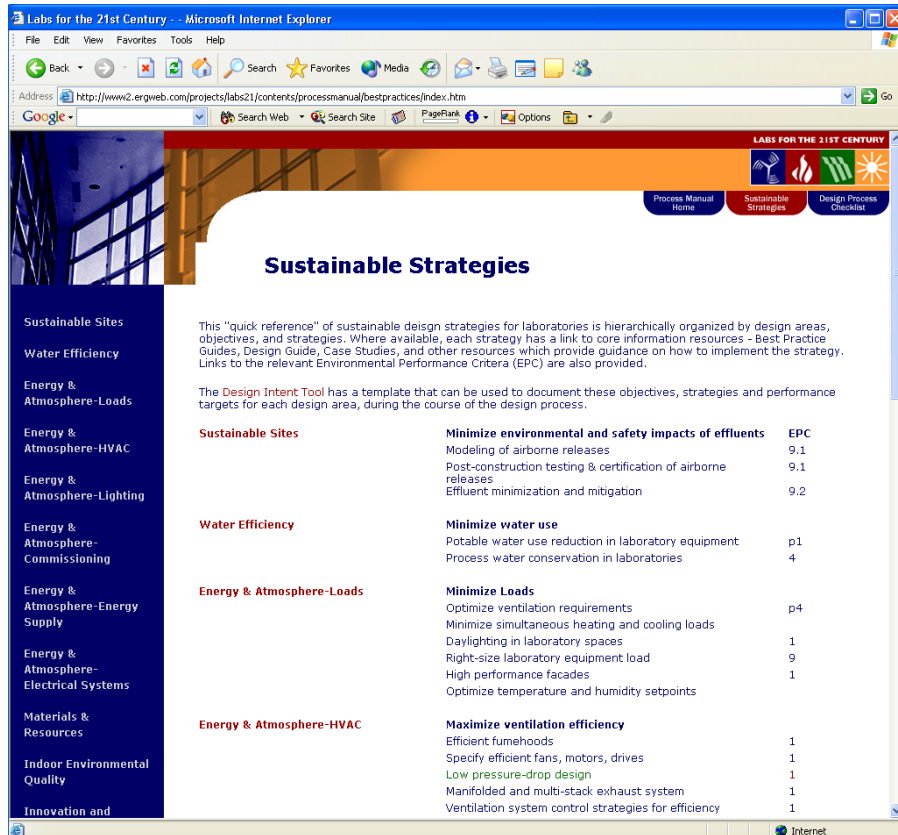 Labs for the 21st Century - - Microsoft Internet Explorer
File Edit View Favorites Tools Help
Back Search Favorites Media
Address http://www2.ergweb.com/projects/labs21/contents/processmanual/bestpractices/index.htm Go
Google Search Web Search Site PageRank Options
LABS FOR THE 21ST CENTURY
Process Manual Home
Sustainable Strategies
Design Process Checklist
Sustainable Strategies
Sustainable Sites
Water Efficiency
Energy &
Atmosphere-Loads
Energy &
Atmosphere-HVAC
Energy &
Atmosphere-Lighting
Energy &
Atmosphere-
Commissioning
Energy &
Atmosphere-Energy
Supply
Energy &
Atmosphere-
Electrical Systems
Materials &
Resources
Indoor Environmental
Quality
Innovation and
This "quick reference" of sustainable deisgn strategies for laboratories is hierarchically organized by design areas,
objectives, and strategies. Where available, each strategy has a link to core information resources - Best Practice
Guides, Design Guide, Case Studies, and other resources which provide guidance on how to implement the strategy.
Links to the relevant Environmental Performance Critera (EPC) are also provided.
The Design Intent Tool has a template that can be used to document these objectives, strategies and performance
targets for each design area, during the course of the design process.
Sustainable Sites Minimize environmental and safety impacts of effluents EPC
Modeling of airborne releases 9.1
Post-construction testing & certification of airborne 9.1
releases
Effluent minimization and mitigation 9.2
Water Efficiency Minimize water use
Potable water use reduction in laboratory equipment p1
Process water conservation in laboratories 4
Energy & Atmosphere-Loads Minimize Loads
Optimize ventilation requirements p4
Minimize simultaneous heating and cooling loads
Daylighting in laboratory spaces 1
Right-size laboratory equipment load 9
High performance facades 1
Optimize temperature and humidity setpoints
Energy & Atmosphere-HVAC Maximize ventilation efficiency
Efficient fumehoods 1
Specify efficient fans, motors, drives 1
Low pressure-drop design 1
Manifolded and multi-stack exhaust system 1
Ventilation system control strategies for efficiency 1
Internet